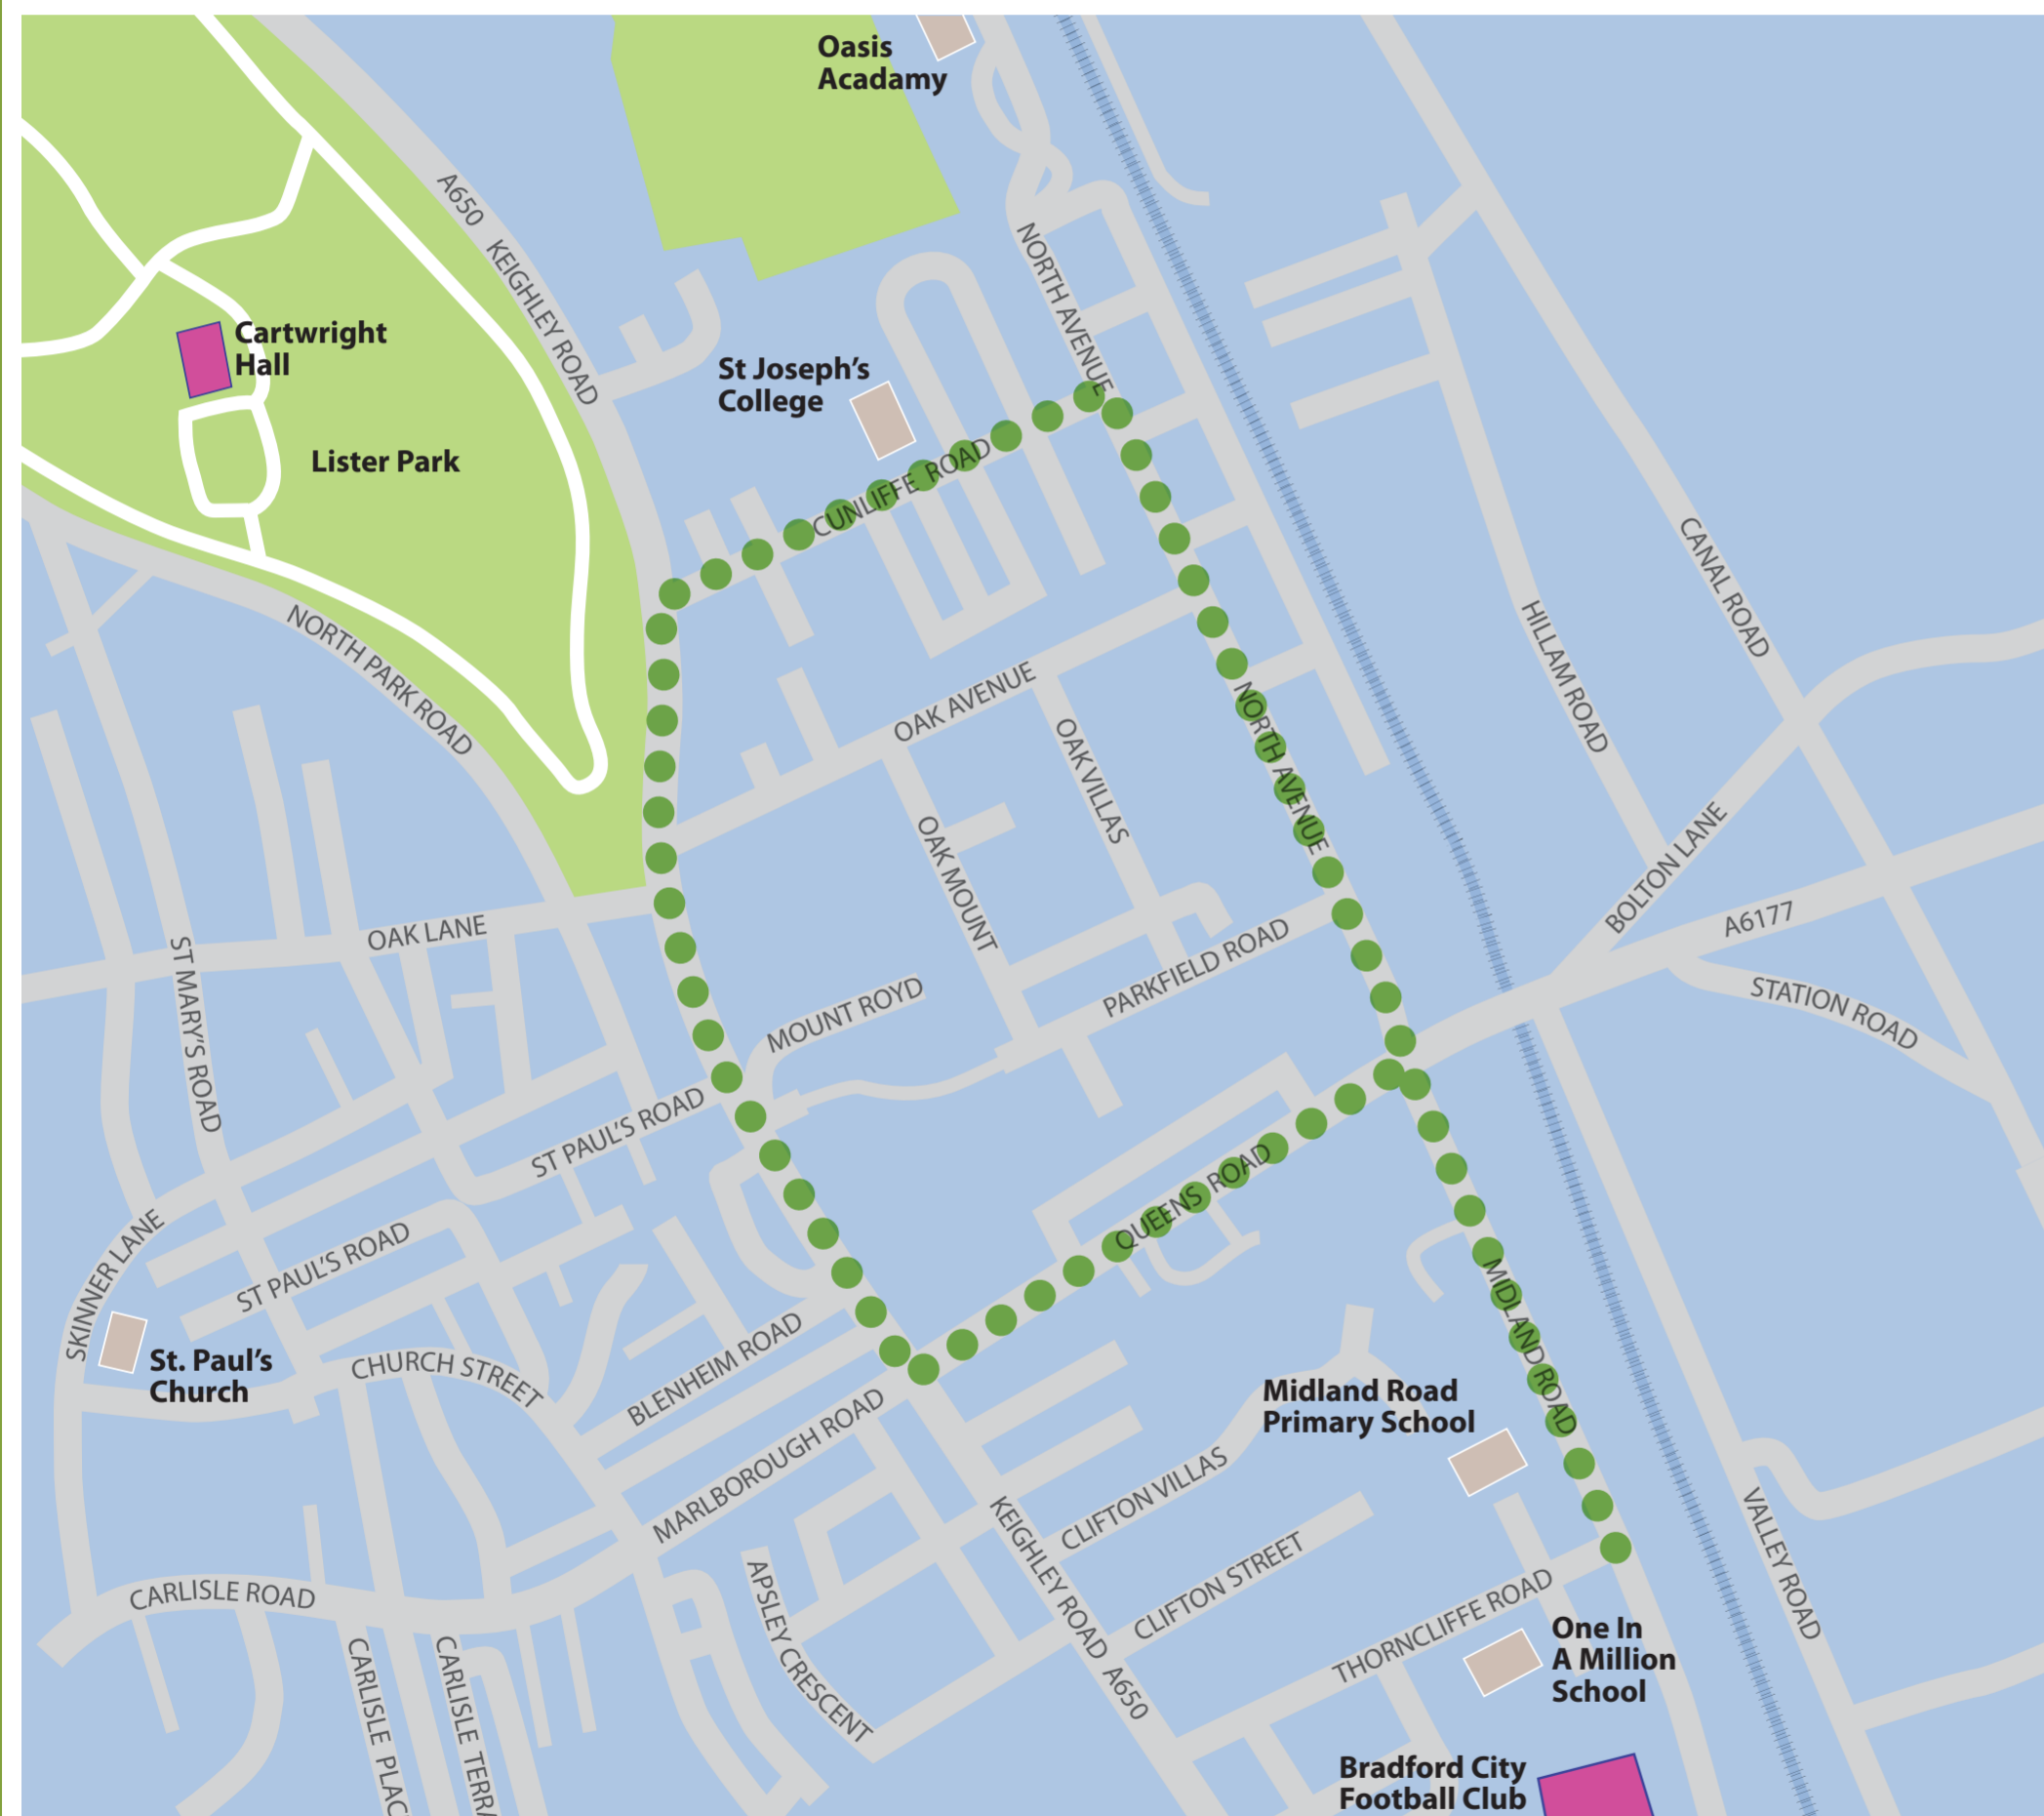 Oasis
Acadamy
A650 KEIGHLEY ROAD
NORTH AVENUE
Cartwright
Hall
St Joseph’s
College
Lister Park
CUNLIFFE ROAD
CANAL ROAD
NORTH PARK ROAD
HILLAM ROAD
OAK AVENUE
OAK VILLAS
NORTH AVENUE
OAK MOUNT
BOLTON LANE
A6177
OAK LANE
PARKFIELD ROAD
ST MARY’S ROAD
MOUNT ROYD
STATION ROAD
ST PAUL’S ROAD
QUEENS ROAD
SKINNER LANE
ST PAUL’S ROAD
MIDLAND ROAD
St. Paul’s
Church
CHURCH STREET
BLENHEIM ROAD
Midland Road
Primary School
MARLBOROUGH ROAD
CLIFTON VILLAS
KEIGHLEY ROAD A650
VALLEY ROAD
CLIFTON STREET
CARLISLE ROAD
APSLEY CRESCENT
THORNCLIFFE ROAD
One In
A Million
School
CARLISLE PLAC
CARLISLE TERRA
Bradford City
Football Club